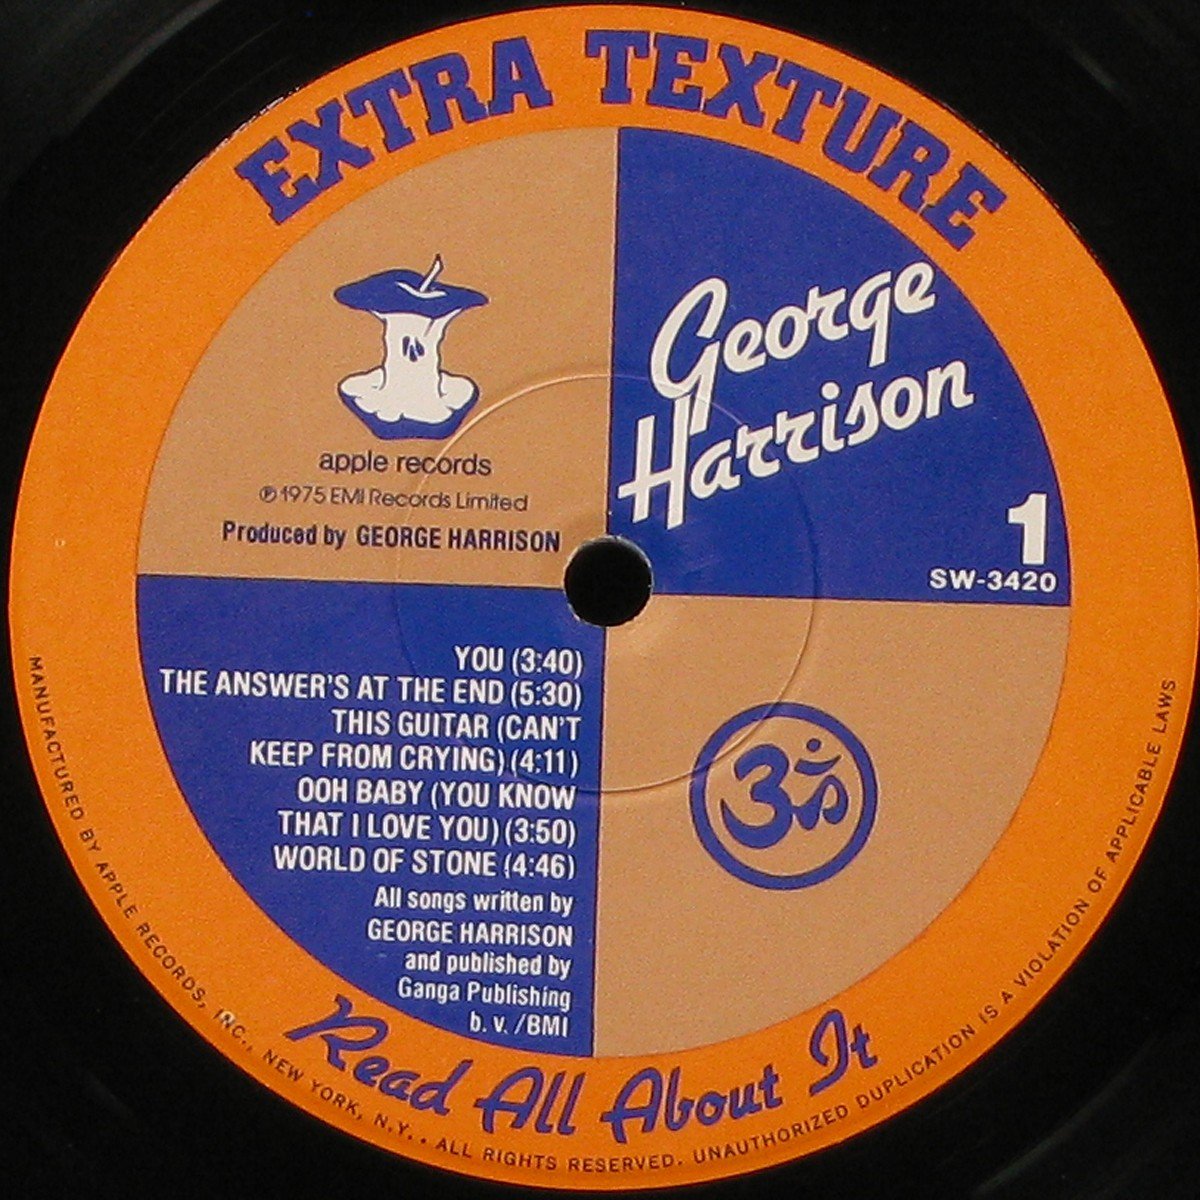 EXTRA TEXTURE
apple records
℗ 1975 EMI Records Limited
Produced by GEORGE HARRISON
George
Harrison
1
SW-3420
YOU (3:40)
THE ANSWER'S AT THE END (5:30)
THIS GUITAR (CAN'T
KEEP FROM CRYING) (4:11)
OOH BABY (YOU KNOW
THAT I LOVE YOU) (3:50)
WORLD OF STONE (4:46)
All songs written by
GEORGE HARRISON
and published by
Ganga Publishing
b. v. /BMI
ॐ
Read All About It
MANUFACTURED BY APPLE RECORDS, INC., NEW YORK, N.Y. • ALL RIGHTS RESERVED. UNAUTHORIZED DUPLICATION IS A VIOLATION OF APPLICABLE LAWS